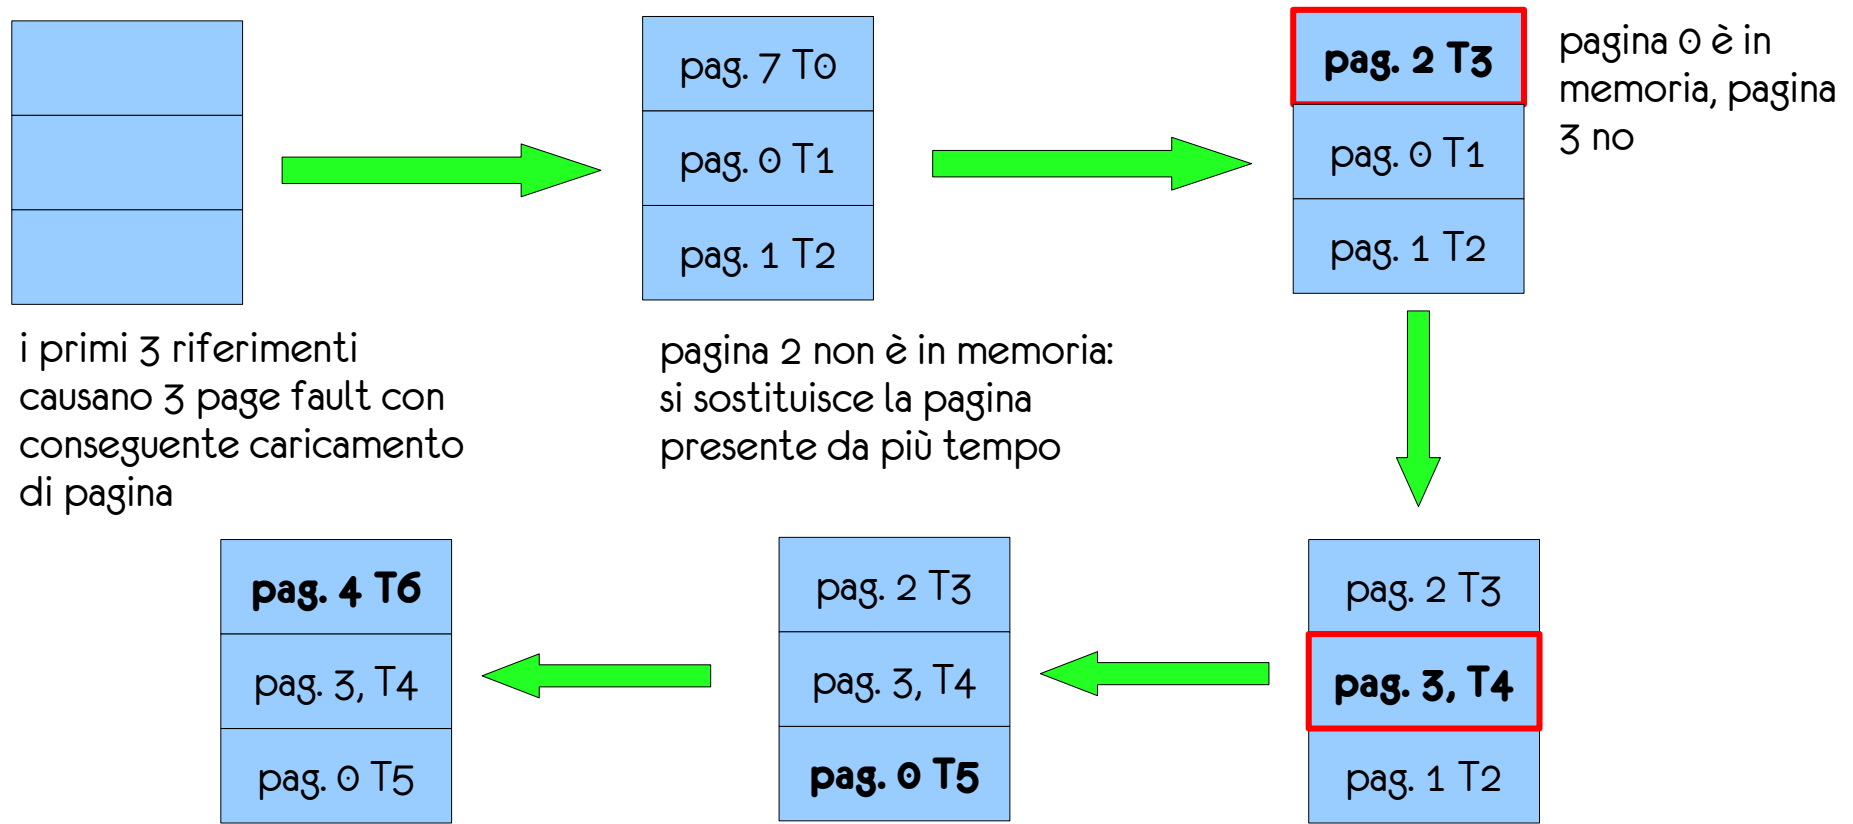 pag. 7 T0
pag. 0 T1
pag. 1 T2
pag. 2 T3
pag. 0 T1
pag. 1 T2
pagina 0 è in
memoria, pagina
3 no
i primi 3 riferimenti
causano 3 page fault con
conseguente caricamento
di pagina
pagina 2 non è in memoria:
si sostituisce la pagina
presente da più tempo
pag. 2 T3
pag. 3, T4
pag. 1 T2
pag. 2 T3
pag. 3, T4
pag. 0 T5
pag. 4 T6
pag. 3, T4
pag. 0 T5